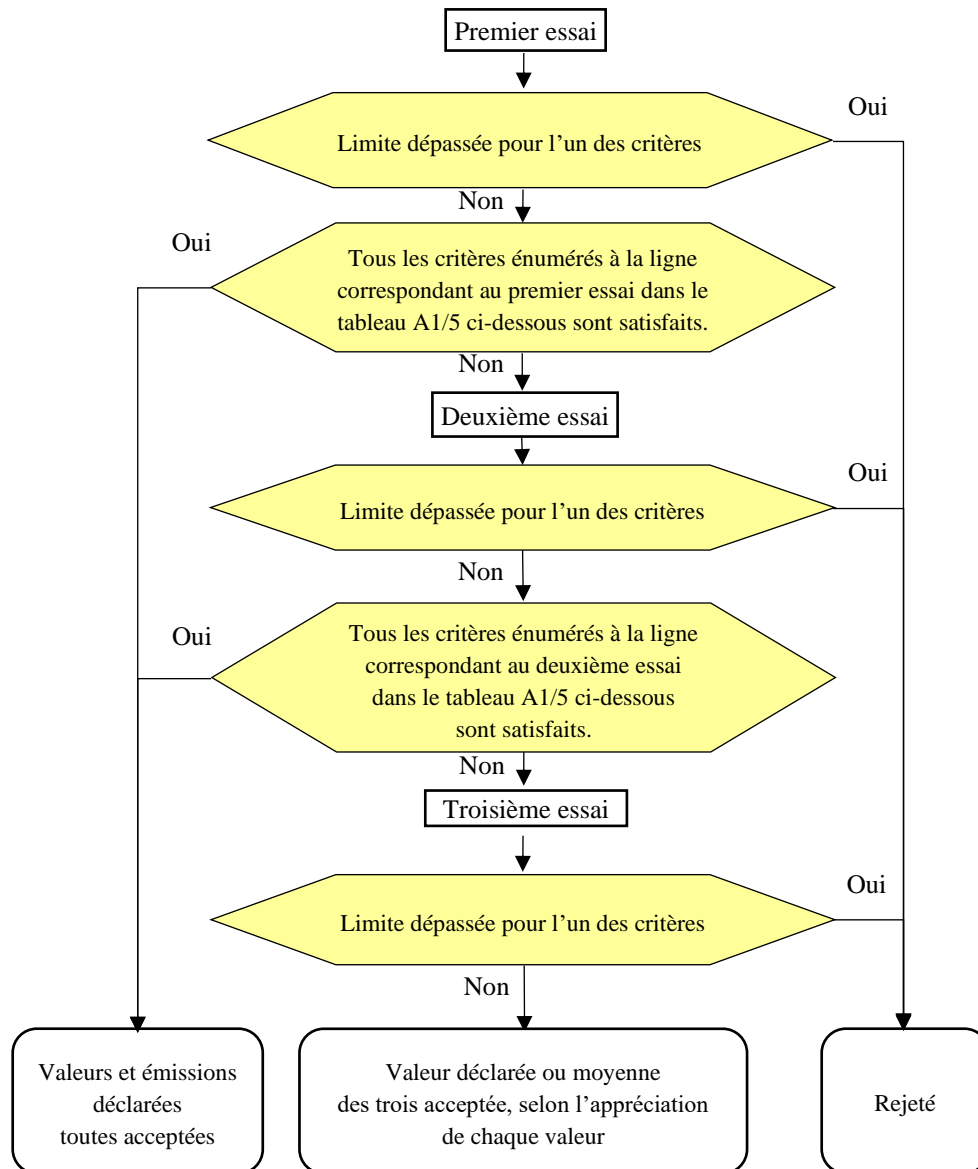 Premier essai
Oui
Limite dépassée pour l’un des critères
Non
Oui
Tous les critères énumérés à la ligne
correspondant au premier essai dans le
tableau A1/5 ci-dessous sont satisfaits.
Non
Deuxième essai
Oui
Limite dépassée pour l’un des critères
Non
Oui
Tous les critères énumérés à la ligne
correspondant au deuxième essai
dans le tableau A1/5 ci-dessous
sont satisfaits.
Non
Troisième essai
Oui
Limite dépassée pour l’un des critères
Non
Valeurs et émissions
déclarées
toutes acceptées
Valeur déclarée ou moyenne
des trois acceptée, selon l’appréciation
de chaque valeur
Rejeté